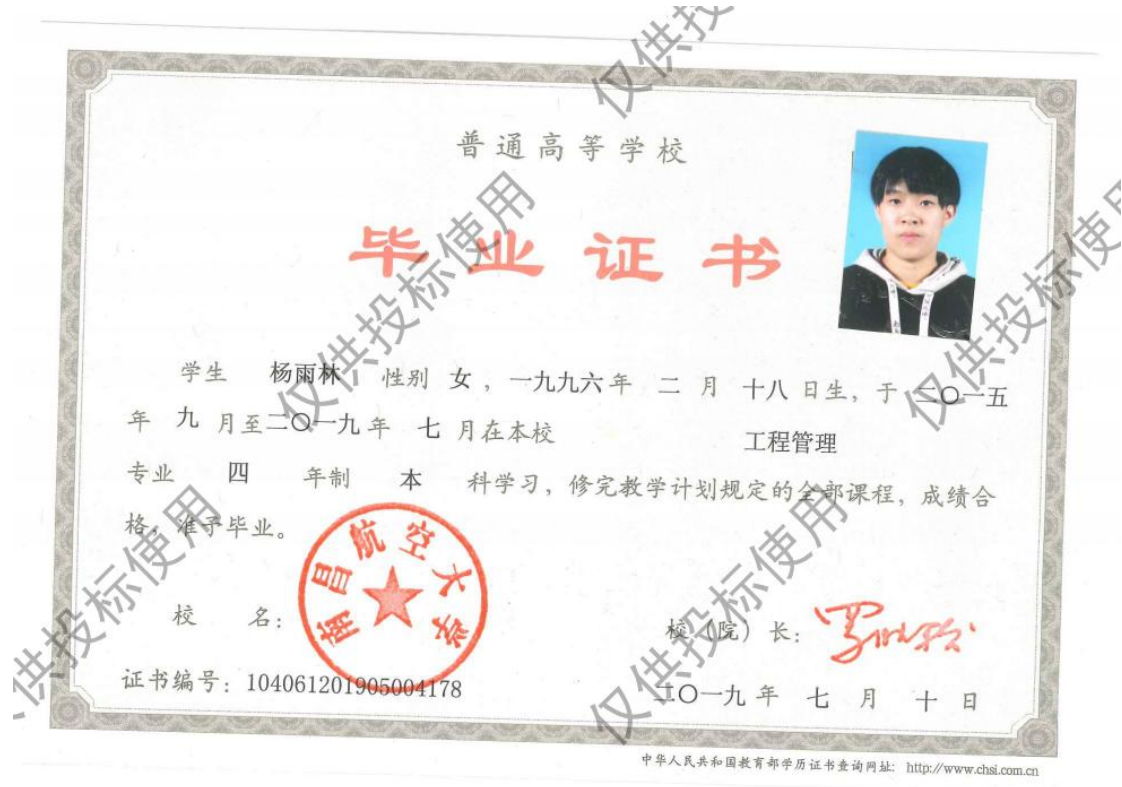 普通高等学校
毕业证书
学生 杨雨林 性别 女，一九九六年 二 月 十八 日生，于 二〇一五
年 九 月至二〇一九年 七 月在本校 工程管理
专业 四 年制 本 科学习，修完教学计划规定的全部课程，成绩合
格，准予毕业。
南昌航空大学
校 名：
校（院）长：
证书编号：104061201905004178
二〇一九 年 七 月 十 日
中华人民共和国教育部学历证书查询网址: http://www.chsi.com.cn
仅供投标使用
仅供投标使用
仅供投标使用
仅供投标使用
仅供投标使用